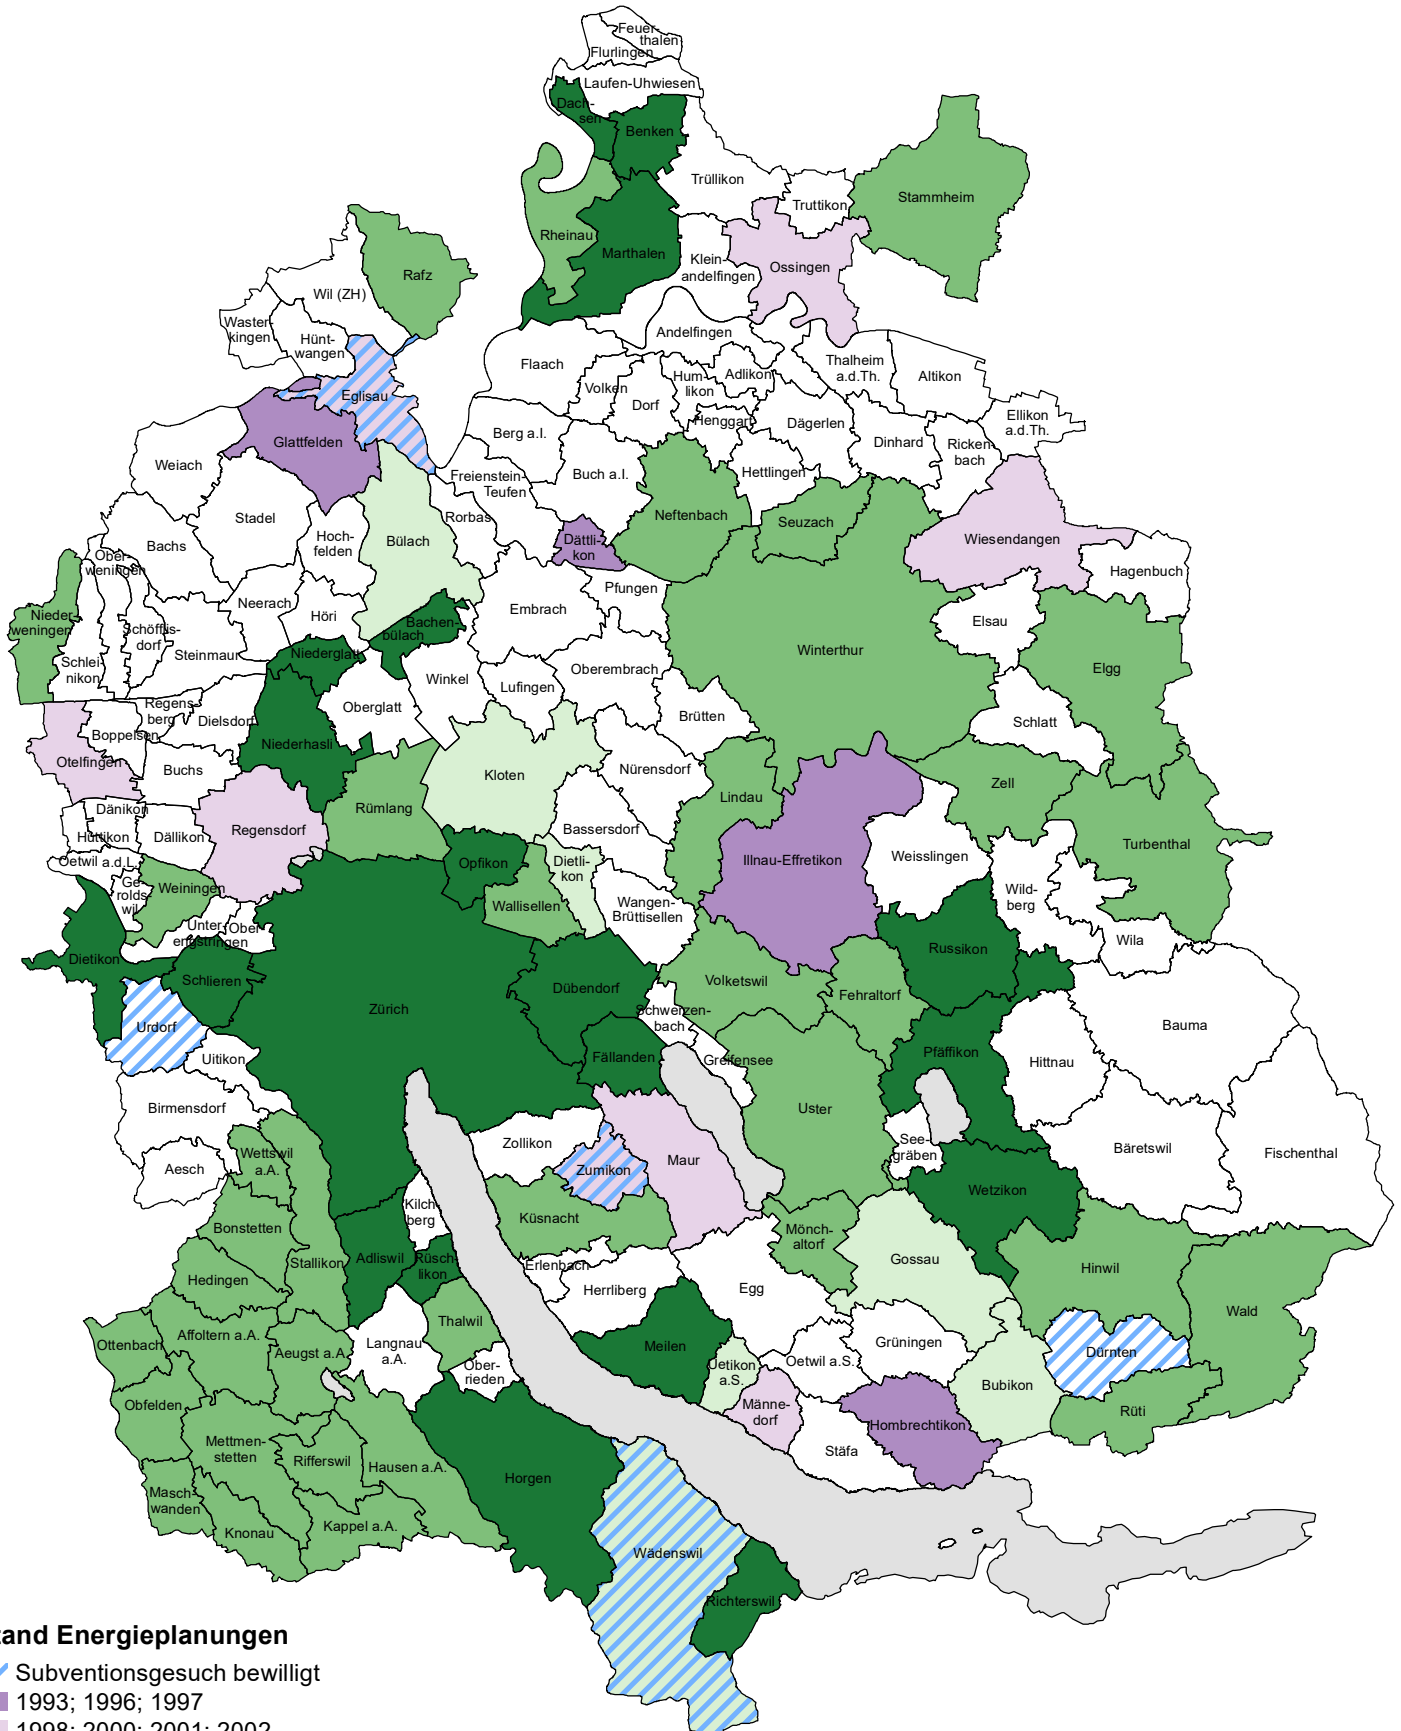 Feuer-
thalen
Flurlingen
Laufen-Uhwiesen
Dach-
sen
Benken
Trüllikon
Truttikon
Stammheim
Rheinau
Marthalen
Klein-
andelfingen
Ossingen
Rafz
Wil (ZH)
Waster-
kingen
Hünt-
wangen
Andelfingen
Flaach
Volken
Dorf
Hum-
likon
Adlikon
Thalheim
a.d.Th.
Altikon
Eglisau
Glattfelden
Berg a.I.
Henggart
Dägerlen
Dinhard
Ricken-
bach
Ellikon
a.d.Th.
Weiach
Freienstein-
Teufen
Buch a.I.
Hettlingen
Stadel
Hoch-
felden
Bülach
Rorbas
Neftenbach
Seuzach
Wiesendangen
Bachs
Dättli-
kon
Hagenbuch
Ober-
weningen
Pfungen
Embrach
Elsau
Neerach
Höri
Nieder-
weningen
Schöfflis-
dorf
Steinmaur
Bachen-
bülach
Schlei-
nikon
Niederglatt
Winterthur
Elgg
Oberembrach
Winkel
Lufingen
Oberglatt
Brütten
Schlatt
Regens-
berg
Dielsdorf
Boppelsen
Niederhasli
Otelfingen
Buchs
Kloten
Nürensdorf
Zell
Lindau
Rümlang
Dänikon
Hüttikon
Dällikon
Regensdorf
Bassersdorf
Turbenthal
Oetwil a.d.L.
Opfikon
Dietli-
kon
Illnau-Effretikon
Weisslingen
Ge-
rolds-
wil
Weiningen
Wallisellen
Wangen-
Brüttisellen
Wild-
berg
Unter-
engstringen
Ober
Wila
Dietikon
Schlieren
Dübendorf
Volketswil
Fehraltorf
Russikon
Zürich
Schwerzen-
bach
Urdorf
Bauma
Uitikon
Fällanden
Greifensee
Pfäffikon
Hittnau
Birmensdorf
Uster
Zollikon
See-
gräben
Bäretswil
Fischenthal
Aesch
Wettswil
a.A.
Zumikon
Maur
Wetzikon
Kilch-
berg
Bonstetten
Küsnacht
Mönch-
altorf
Adliswil
Rüsch-
likon
Stallikon
Erlenbach
Gossau
Hinwil
Hedingen
Herrliberg
Egg
Wald
Thalwil
Ottenbach
Affoltern a.A.
Aeugst a.A.
Langnau
a.A.
Meilen
Grüningen
Dürnten
Ober-
rieden
Uetikon
a.S.
Oetwil a.S.
Bubikon
Obfelden
Männe-
dorf
Rüti
Hombrechtikon
Mettmen-
stetten
Rifferswil
Hausen a.A.
Stäfa
Horgen
Masch-
wanden
Knonau
Kappel a.A.
Wädenswil
Richterswil
tand Energieplanungen
Subventionsgesuch bewilligt
1993; 1996; 1997
1998; 2000; 2001; 2002